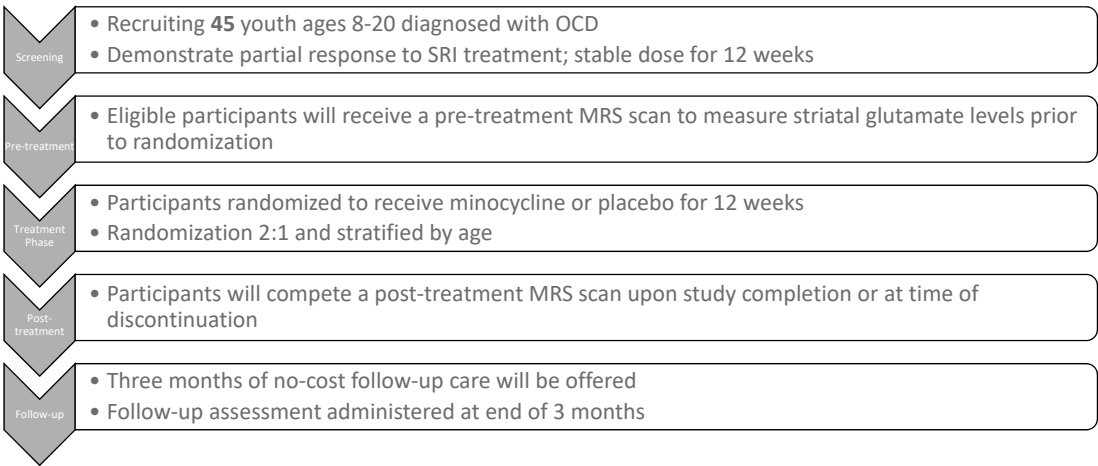 Screening
• Recruiting 45 youth ages 8-20 diagnosed with OCD
• Demonstrate partial response to SRI treatment; stable dose for 12 weeks
Pre-treatment
• Eligible participants will receive a pre-treatment MRS scan to measure striatal glutamate levels prior
to randomization
Treatment
Phase
• Participants randomized to receive minocycline or placebo for 12 weeks
• Randomization 2:1 and stratified by age
Post-
treatment
• Participants will compete a post-treatment MRS scan upon study completion or at time of
discontinuation
Follow-up
• Three months of no-cost follow-up care will be offered
• Follow-up assessment administered at end of 3 months